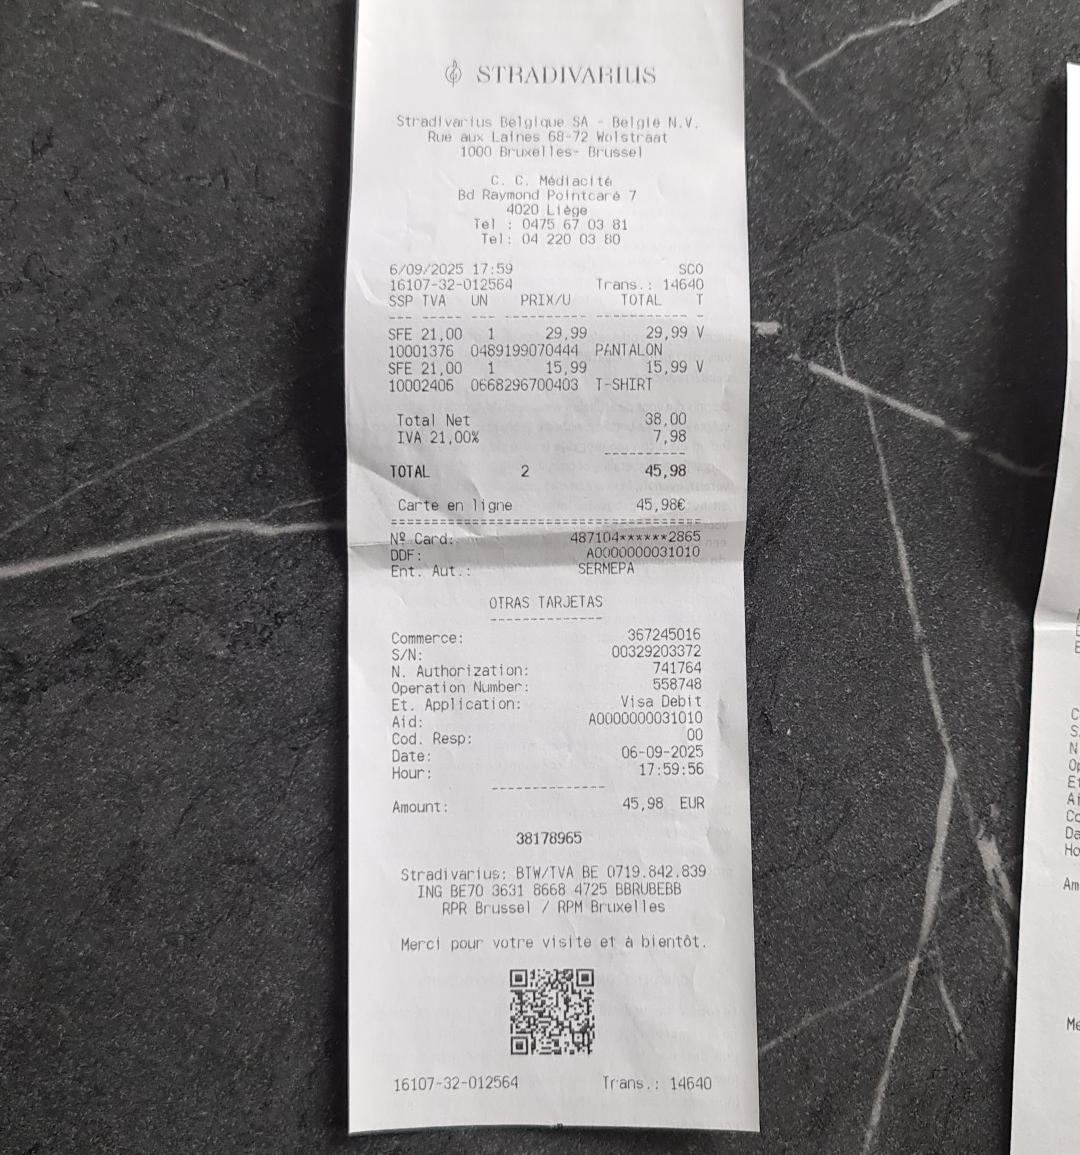 STRADIVARIUS
Stradivarius Belgique SA - België N.V.
Rue aux Laines 68-72 Wolstraat
1000 Bruxelles- Brussel
C. C. Médiacité
Bd Raymond Pointcaré 7
4020 Liège
Tel : 0475 67 03 81
Tel: 04 220 03 80
6/09/2025 17:59 SCO
16107-32-012564 Trans.: 14640
SSP TVA UN PRIX/U TOTAL T
--- ----- --- ---------- ------------ -
SFE 21,00 1 29,99 29,99 V
10001376 0489199070444 PANTALON
SFE 21,00 1 15,99 15,99 V
10002406 0668296700403 T-SHIRT
Total Net 38,00
IVA 21,00% 7,98
----------
TOTAL 2 45,98
Carte en ligne 45,98€
======================================
Nº Card: 487104******2865
DDF: A0000000031010
Ent. Aut.: SERMEPA
OTRAS TARJETAS
--------------
Commerce: 367245016
S/N: 00329203372
N. Authorization: 741764
Operation Number: 558748
Et. Application: Visa Debit
Aid: A0000000031010
Cod. Resp: 00
Date: 06-09-2025
Hour: 17:59:56
--------------
Amount: 45,98 EUR
38178965
Stradivarius: BTW/TVA BE 0719.842.839
ING BE70 3631 8668 4725 BBRUBEBB
RPR Brussel / RPM Bruxelles
Merci pour votre visite et à bientôt.
16107-32-012564 Trans.: 14640